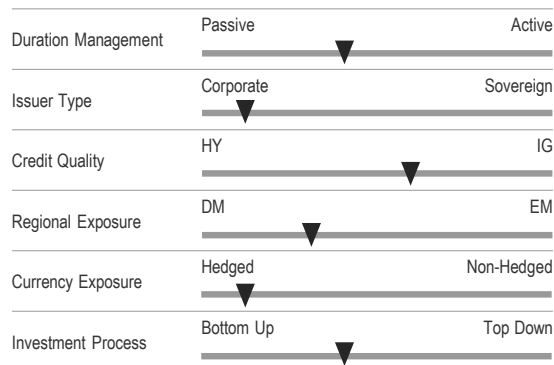 Passive Active
Duration Management
Corporate Sovereign
Issuer Type
HY IG
Credit Quality
DM EM
Regional Exposure
Hedged Non-Hedged
Currency Exposure
Bottom Up Top Down
Investment Process